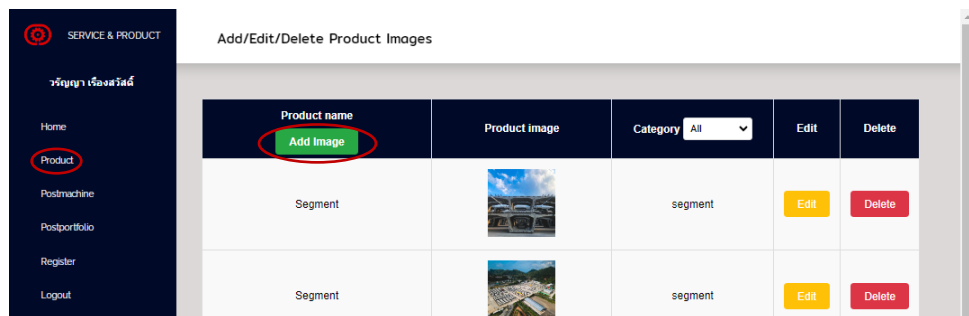 SERVICE & PRODUCT
วรัญญา เรืองสวัสดิ์
Home
Product
Postmachine
Postportfolio
Register
Logout
Add/Edit/Delete Product Images
Product name
Add Image
Product image
Category All
Edit
Delete
Segment
segment
Edit
Delete
Segment
segment
Edit
Delete